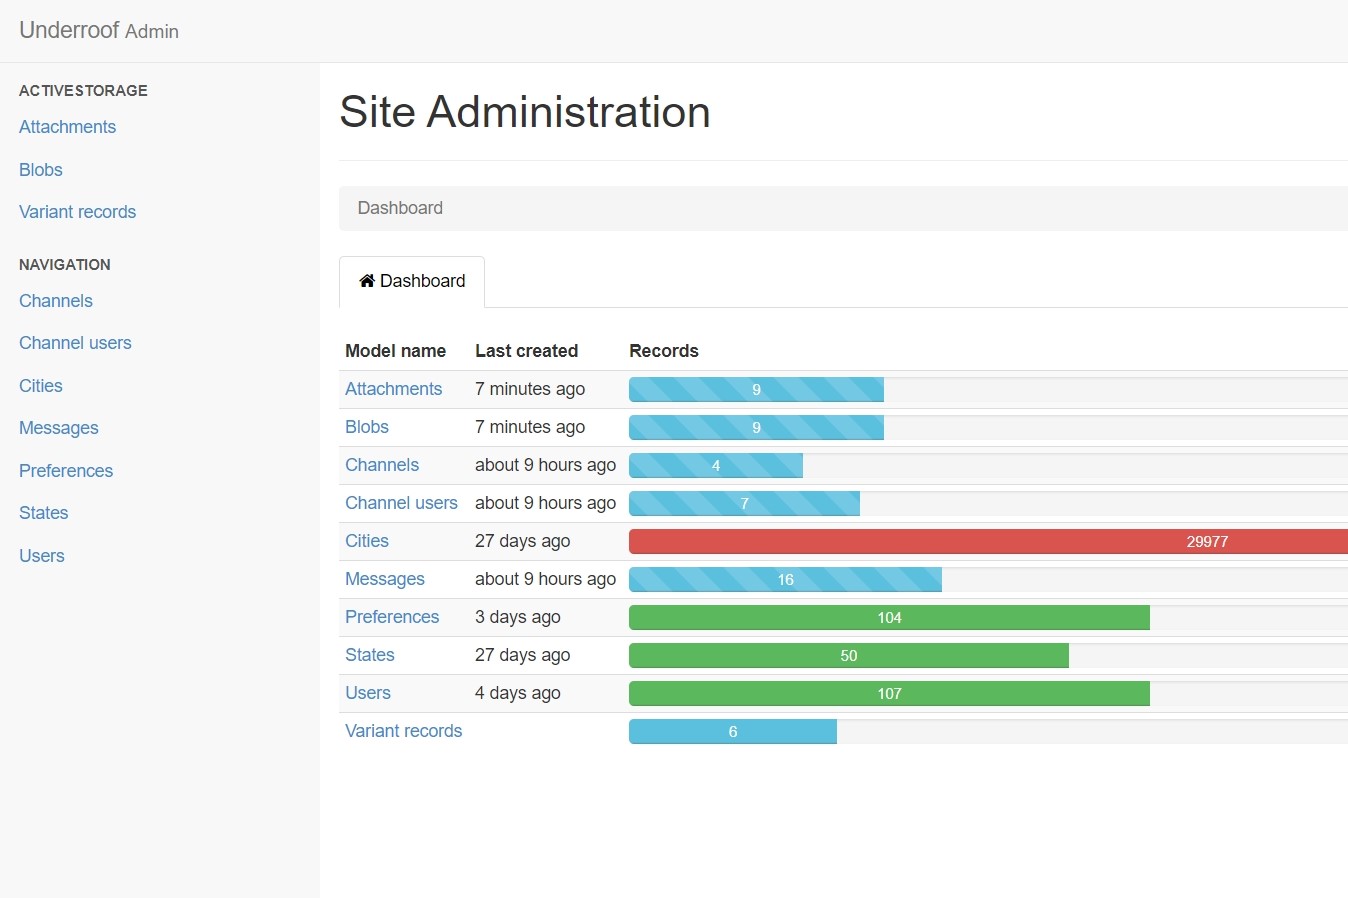 Underroof Admin
ACTIVESTORAGE
Attachments
Blobs
Variant records
NAVIGATION
Channels
Channel users
Cities
Messages
Preferences
States
Users
Site Administration
Dashboard
Dashboard
Model name Last created Records
Attachments 7 minutes ago 9
Blobs 7 minutes ago 9
Channels about 9 hours ago 4
Channel users about 9 hours ago 7
Cities 27 days ago 29977
Messages about 9 hours ago 16
Preferences 3 days ago 104
States 27 days ago 50
Users 4 days ago 107
Variant records 6